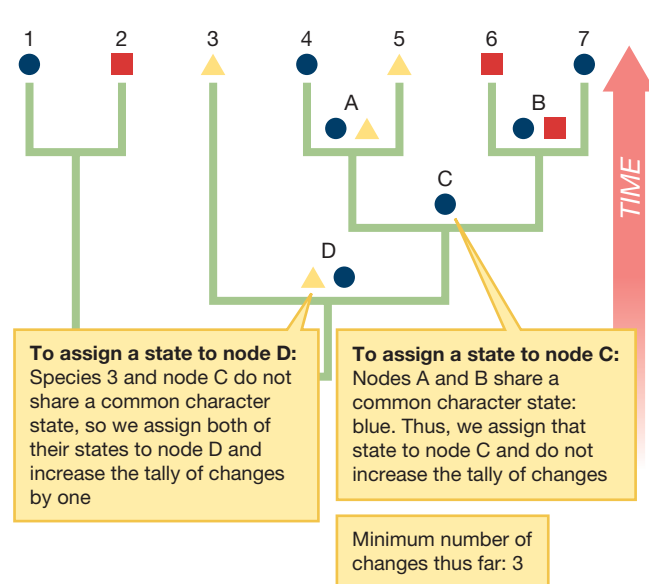 1 2 3 4 5 6 7
A
B
C
D
TIME
To assign a state to node D:
Species 3 and node C do not
share a common character
state, so we assign both of
their states to node D and
increase the tally of changes
by one
To assign a state to node C:
Nodes A and B share a
common character state:
blue. Thus, we assign that
state to node C and do not
increase the tally of changes
Minimum number of
changes thus far: 3